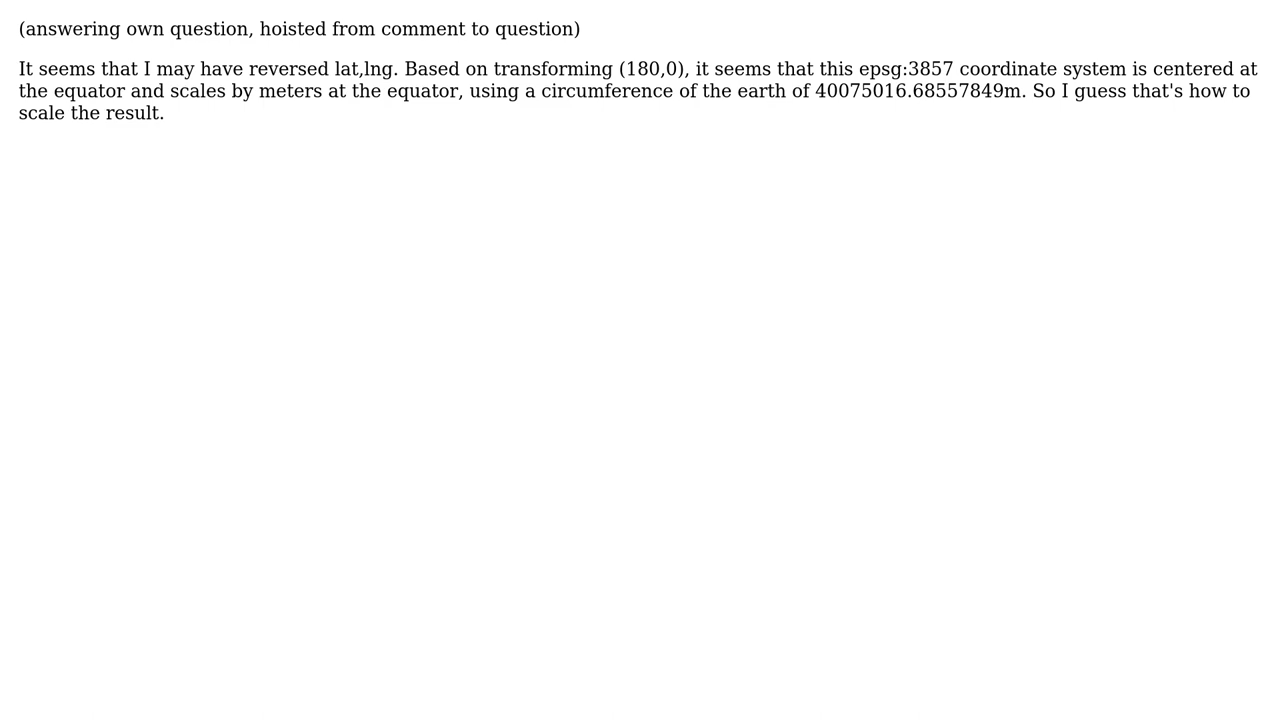 (answering own question, hoisted from comment to question)
It seems that I may have reversed lat,lng. Based on transforming (180,0), it seems that this epsg:3857 coordinate system is centered at
the equator and scales by meters at the equator, using a circumference of the earth of 40075016.68557849m. So I guess that's how to
scale the result.